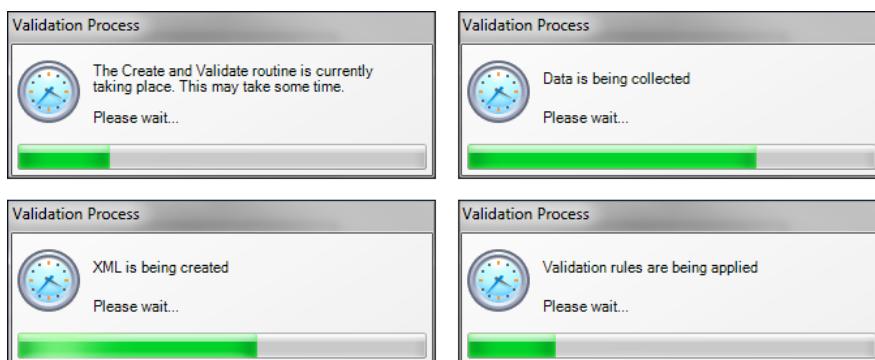 Validation Process
The Create and Validate routine is currently
taking place. This may take some time.
Please wait...
Validation Process
Data is being collected
Please wait...
Validation Process
XML is being created
Please wait...
Validation Process
Validation rules are being applied
Please wait...